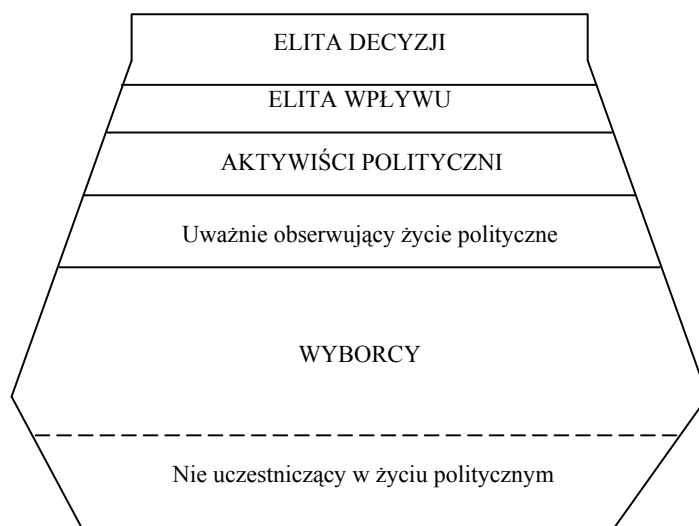 ELITA DECYZJI
ELITA WPŁYWU
AKTYWIŚCI POLITYCZNI
Uważnie obserwujący życie polityczne
WYBORCY
Nie uczestniczący w życiu politycznym